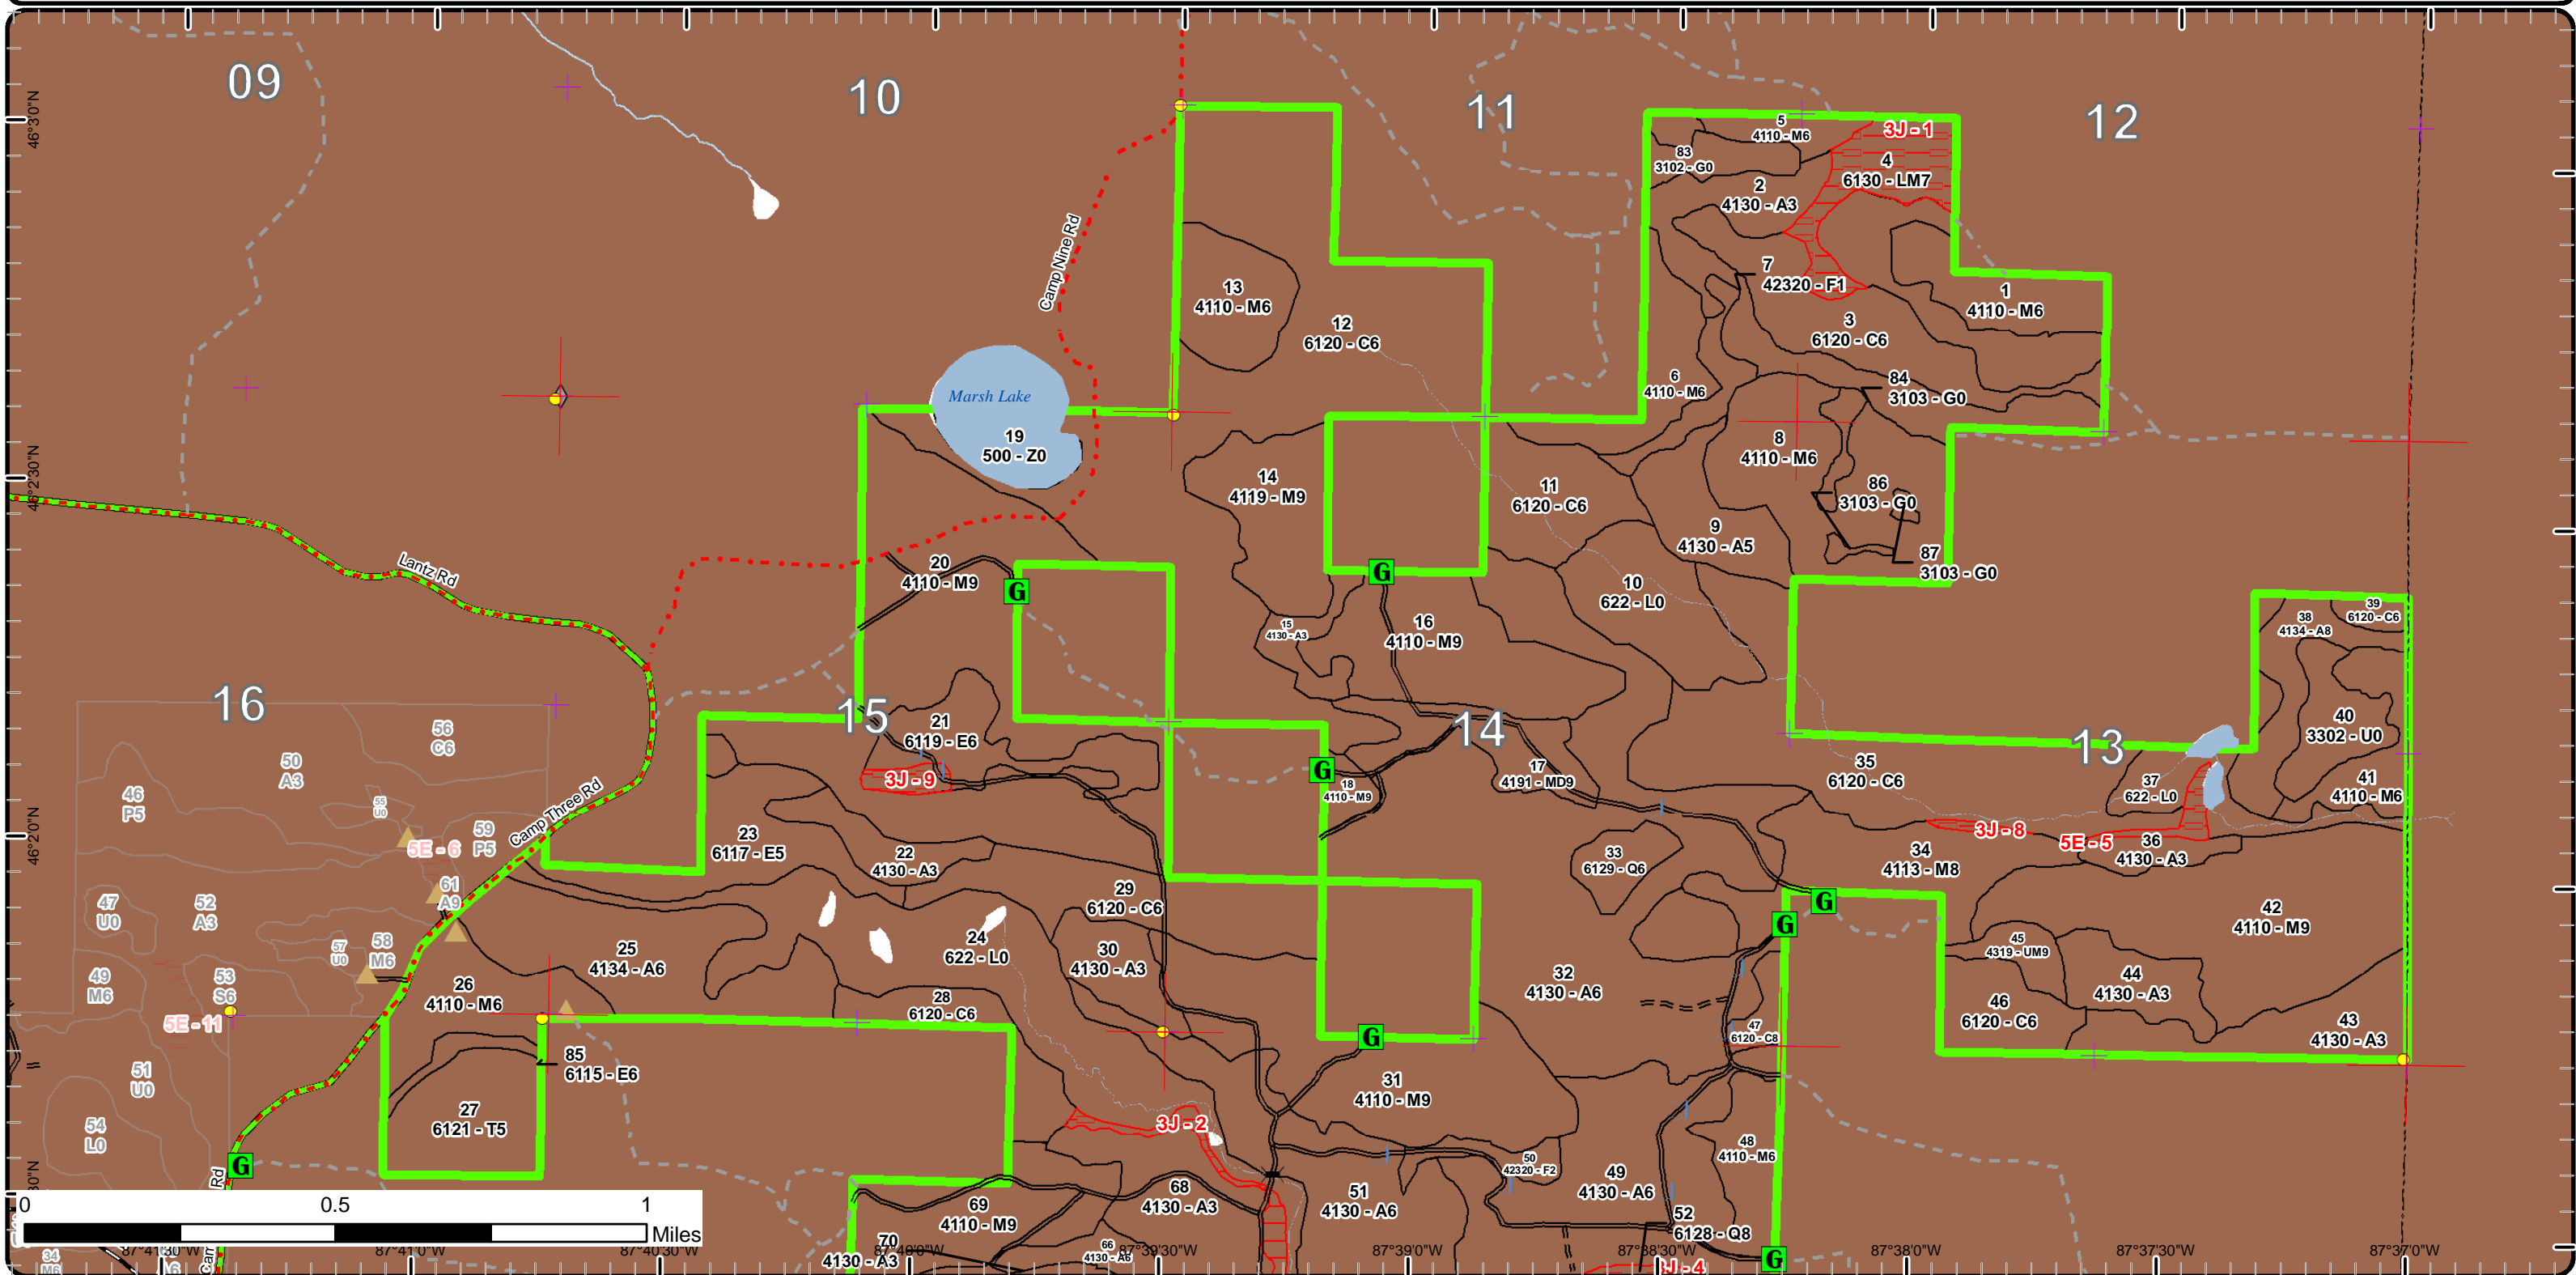 09
10
11
12
46°3'0"N
5
4110 - M6
3J - 1
83
3102 - G0
4
6130 - LM7
2
4130 - A3
Camp Nine Rd
7
42320 - F1
13
4110 - M6
1
4110 - M6
12
6120 - C6
3
6120 - C6
6
4110 - M6
84
3103 - G0
Marsh Lake
19
500 - Z0
8
4110 - M6
46°2'30"N
14
4119 - M9
11
6120 - C6
86
3103 - G0
9
4130 - A5
87
3103 - G0
Lantz Rd
20
4110 - M9
G
G
10
622 - L0
15
4130 - A3
16
4110 - M9
38
4134 - A8
39
6120 - C6
16
15
14
13
56
C6
21
6119 - E6
40
3302 - U0
50
A3
3J - 9
G
18
4110 - M9
17
4191 - MD9
35
6120 - C6
37
622 - L0
41
4110 - M6
46
P5
55
U0
Camp Three Rd
46°2'0"N
59
P5
5E - 6
23
6117 - E5
22
4130 - A3
33
6129 - Q6
34
4113 - M8
3J - 8
5E - 5
36
4130 - A3
61
A9
47
U0
52
A3
29
6120 - C6
G
G
42
4110 - M9
57
U0
58
M6
25
4134 - A6
24
622 - L0
30
4130 - A3
45
4319 - UM9
49
M6
53
S6
26
4110 - M6
32
4130 - A6
44
4130 - A3
28
6120 - C6
46
6120 - C6
5E - 11
G
47
6120 - C8
43
4130 - A3
85
6115 - E6
51
U0
31
4110 - M9
27
6121 - T5
3J - 2
54
L0
48
4110 - M6
G
Rd
50
42320 - F2
49
4130 - A6
68
4130 - A3
51
4130 - A6
69
4110 - M9
52
6128 - Q8
0 0.5 1
Miles
70
4130 - A3
66
4130 - A6
G
3J - 4
34
M6
87°41'30"W
87°41'0"W
87°40'30"W
87°40'0"W
87°39'30"W
87°39'0"W
87°38'30"W
87°38'0"W
87°37'30"W
87°37'0"W